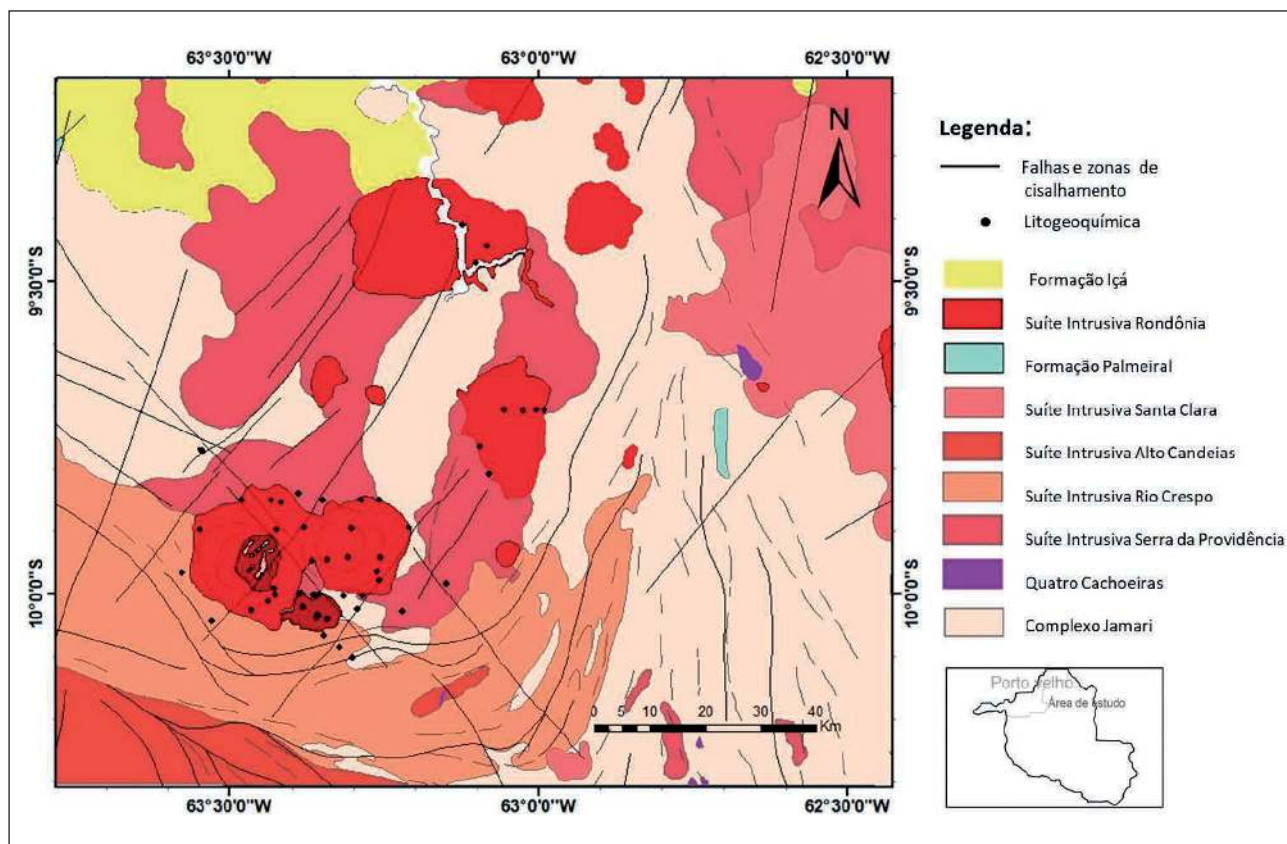 63°30'0"W
63°0'0"W
62°30'0"W
9°30'0"S
10°0'0"S
9°30'0"S
10°0'0"S
N
0 5 10 20 30 40
Km
63°30'0"W
63°0'0"W
62°30'0"W
Legenda:
Falhas e zonas de
cisalhamento
Litogeoquímica
Formação Içá
Suíte Intrusiva Rondônia
Formação Palmeiral
Suíte Intrusiva Santa Clara
Suíte Intrusiva Alto Candeias
Suíte Intrusiva Rio Crespo
Suíte Intrusiva Serra da Providência
Quatro Cachoeiras
Complexo Jamari
Porto velho
Área de estudo